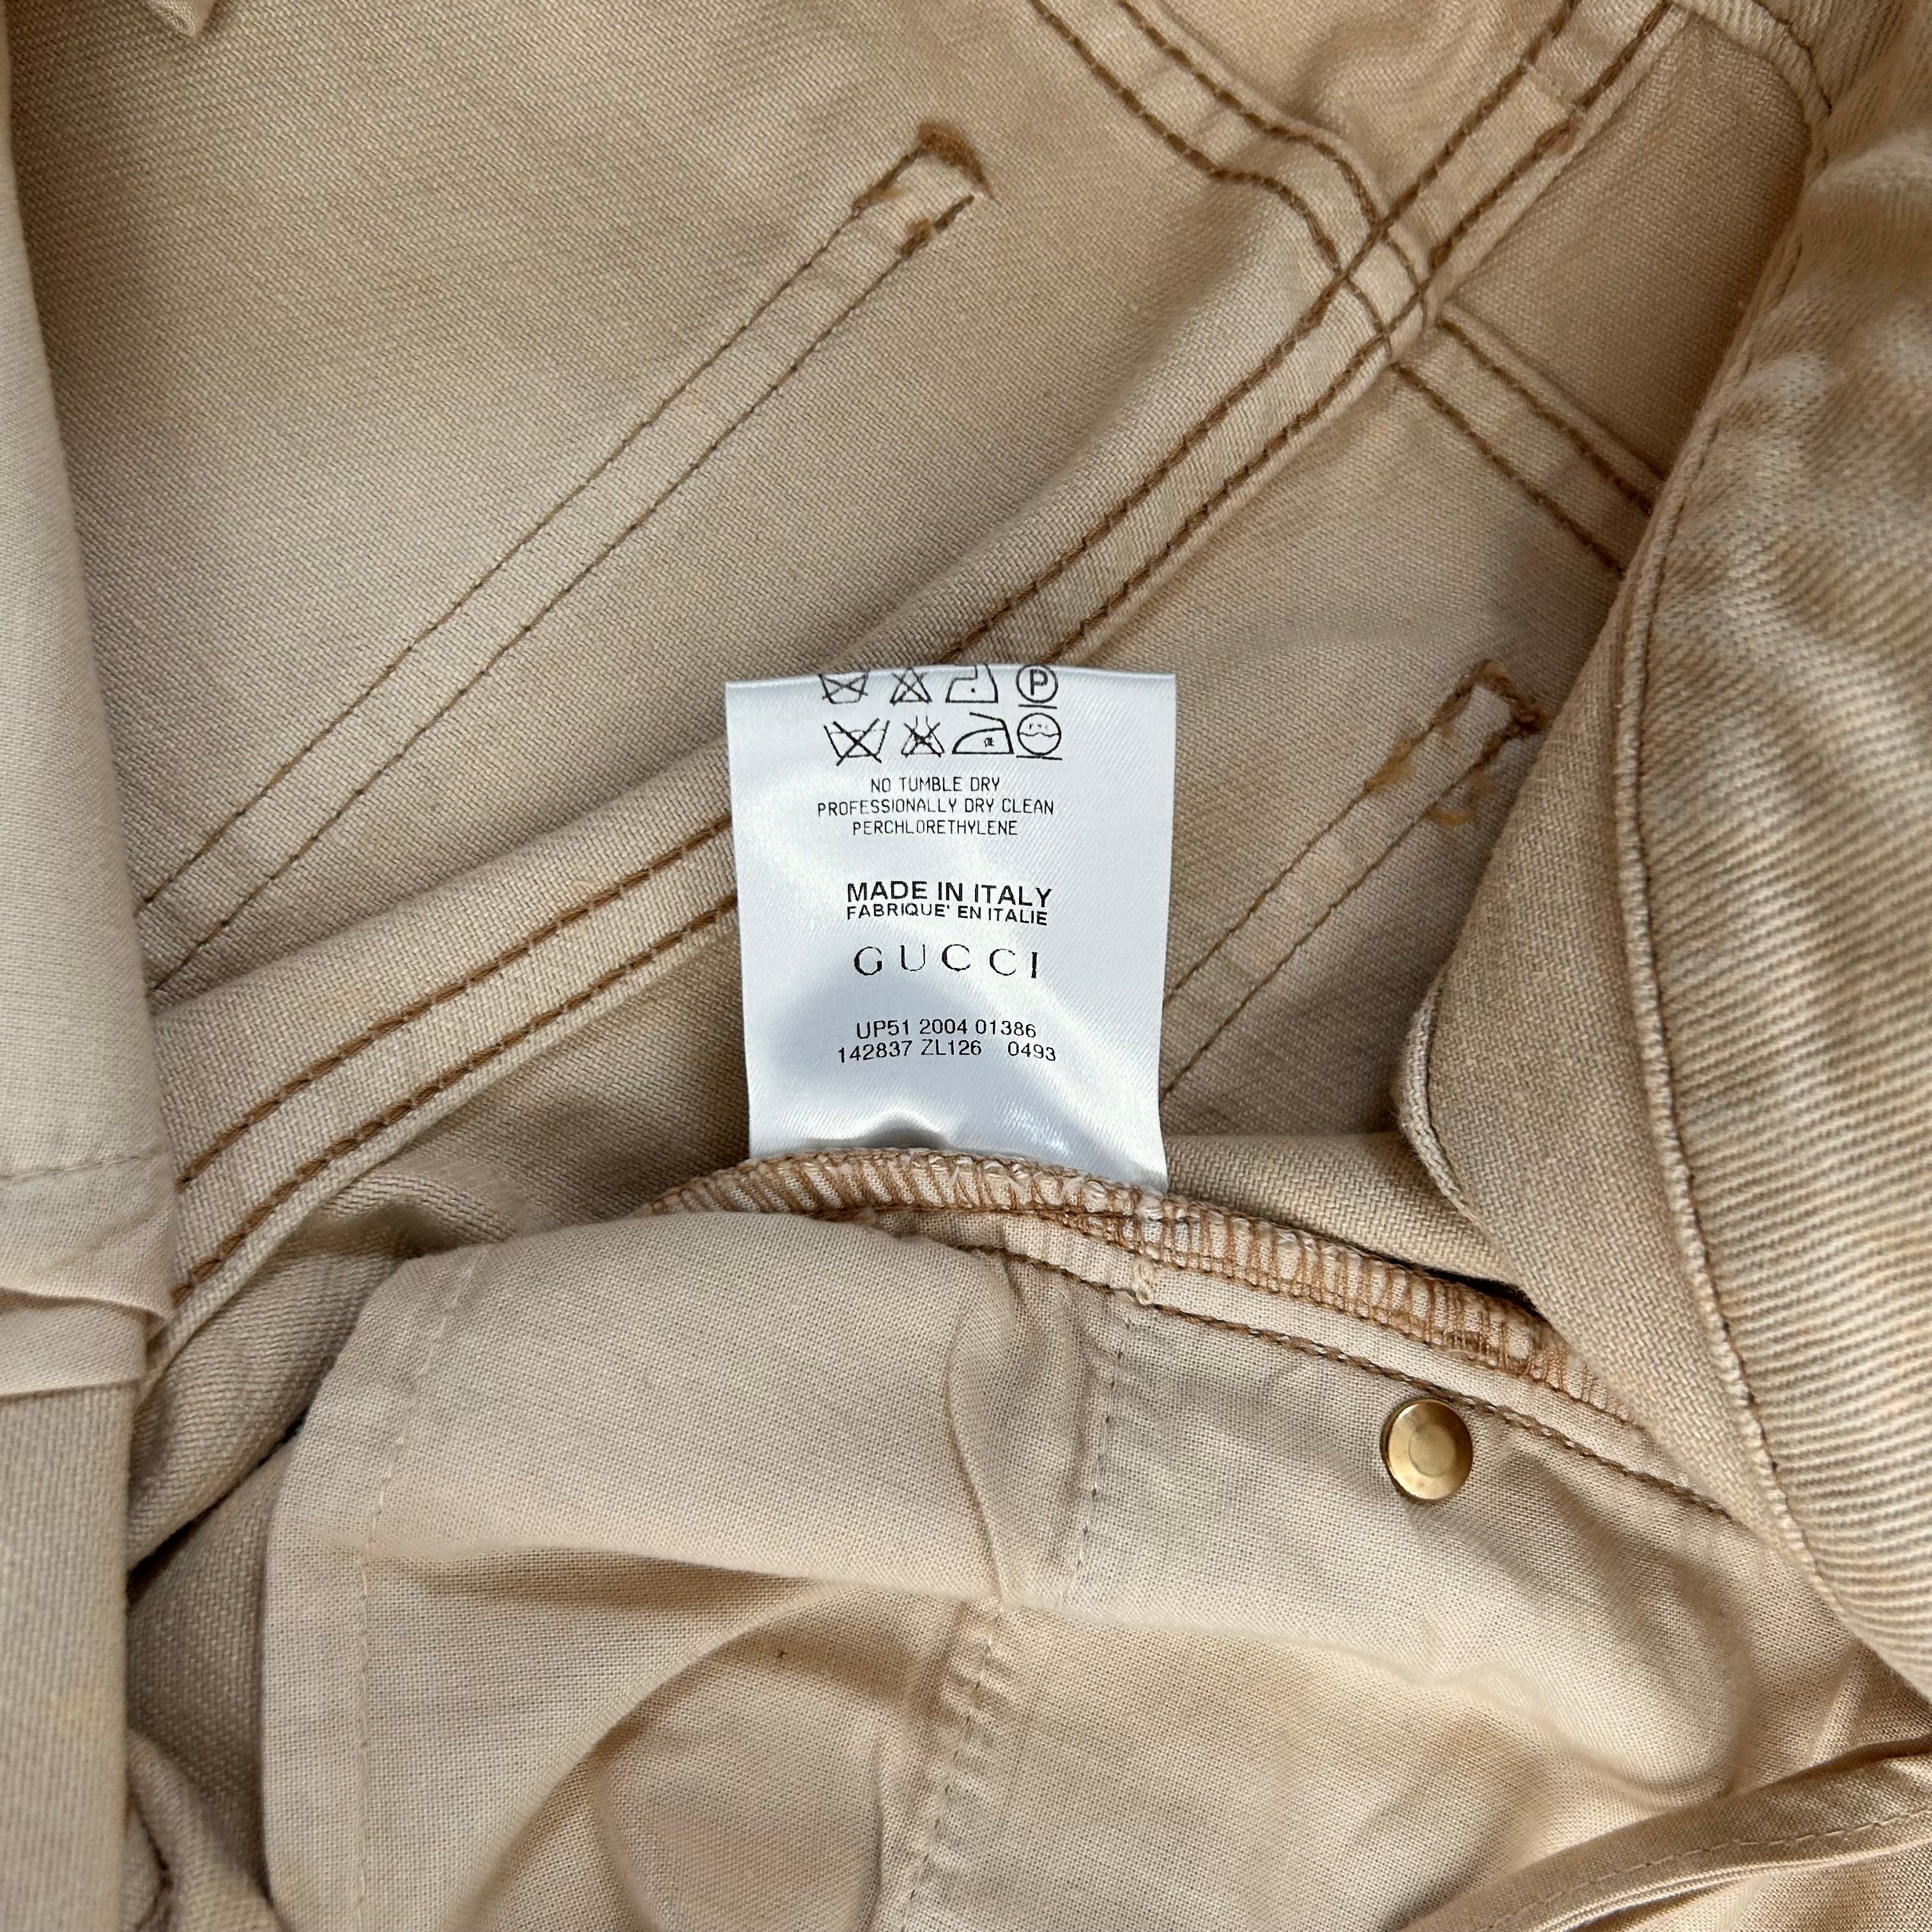 P
NO TUMBLE DRY
PROFESSIONALLY DRY CLEAN
PERCHLORETHYLENE
MADE IN ITALY
FABRIQUE' EN ITALIE
GUCCI
UP51 2004 01386
142837 ZL126 0493